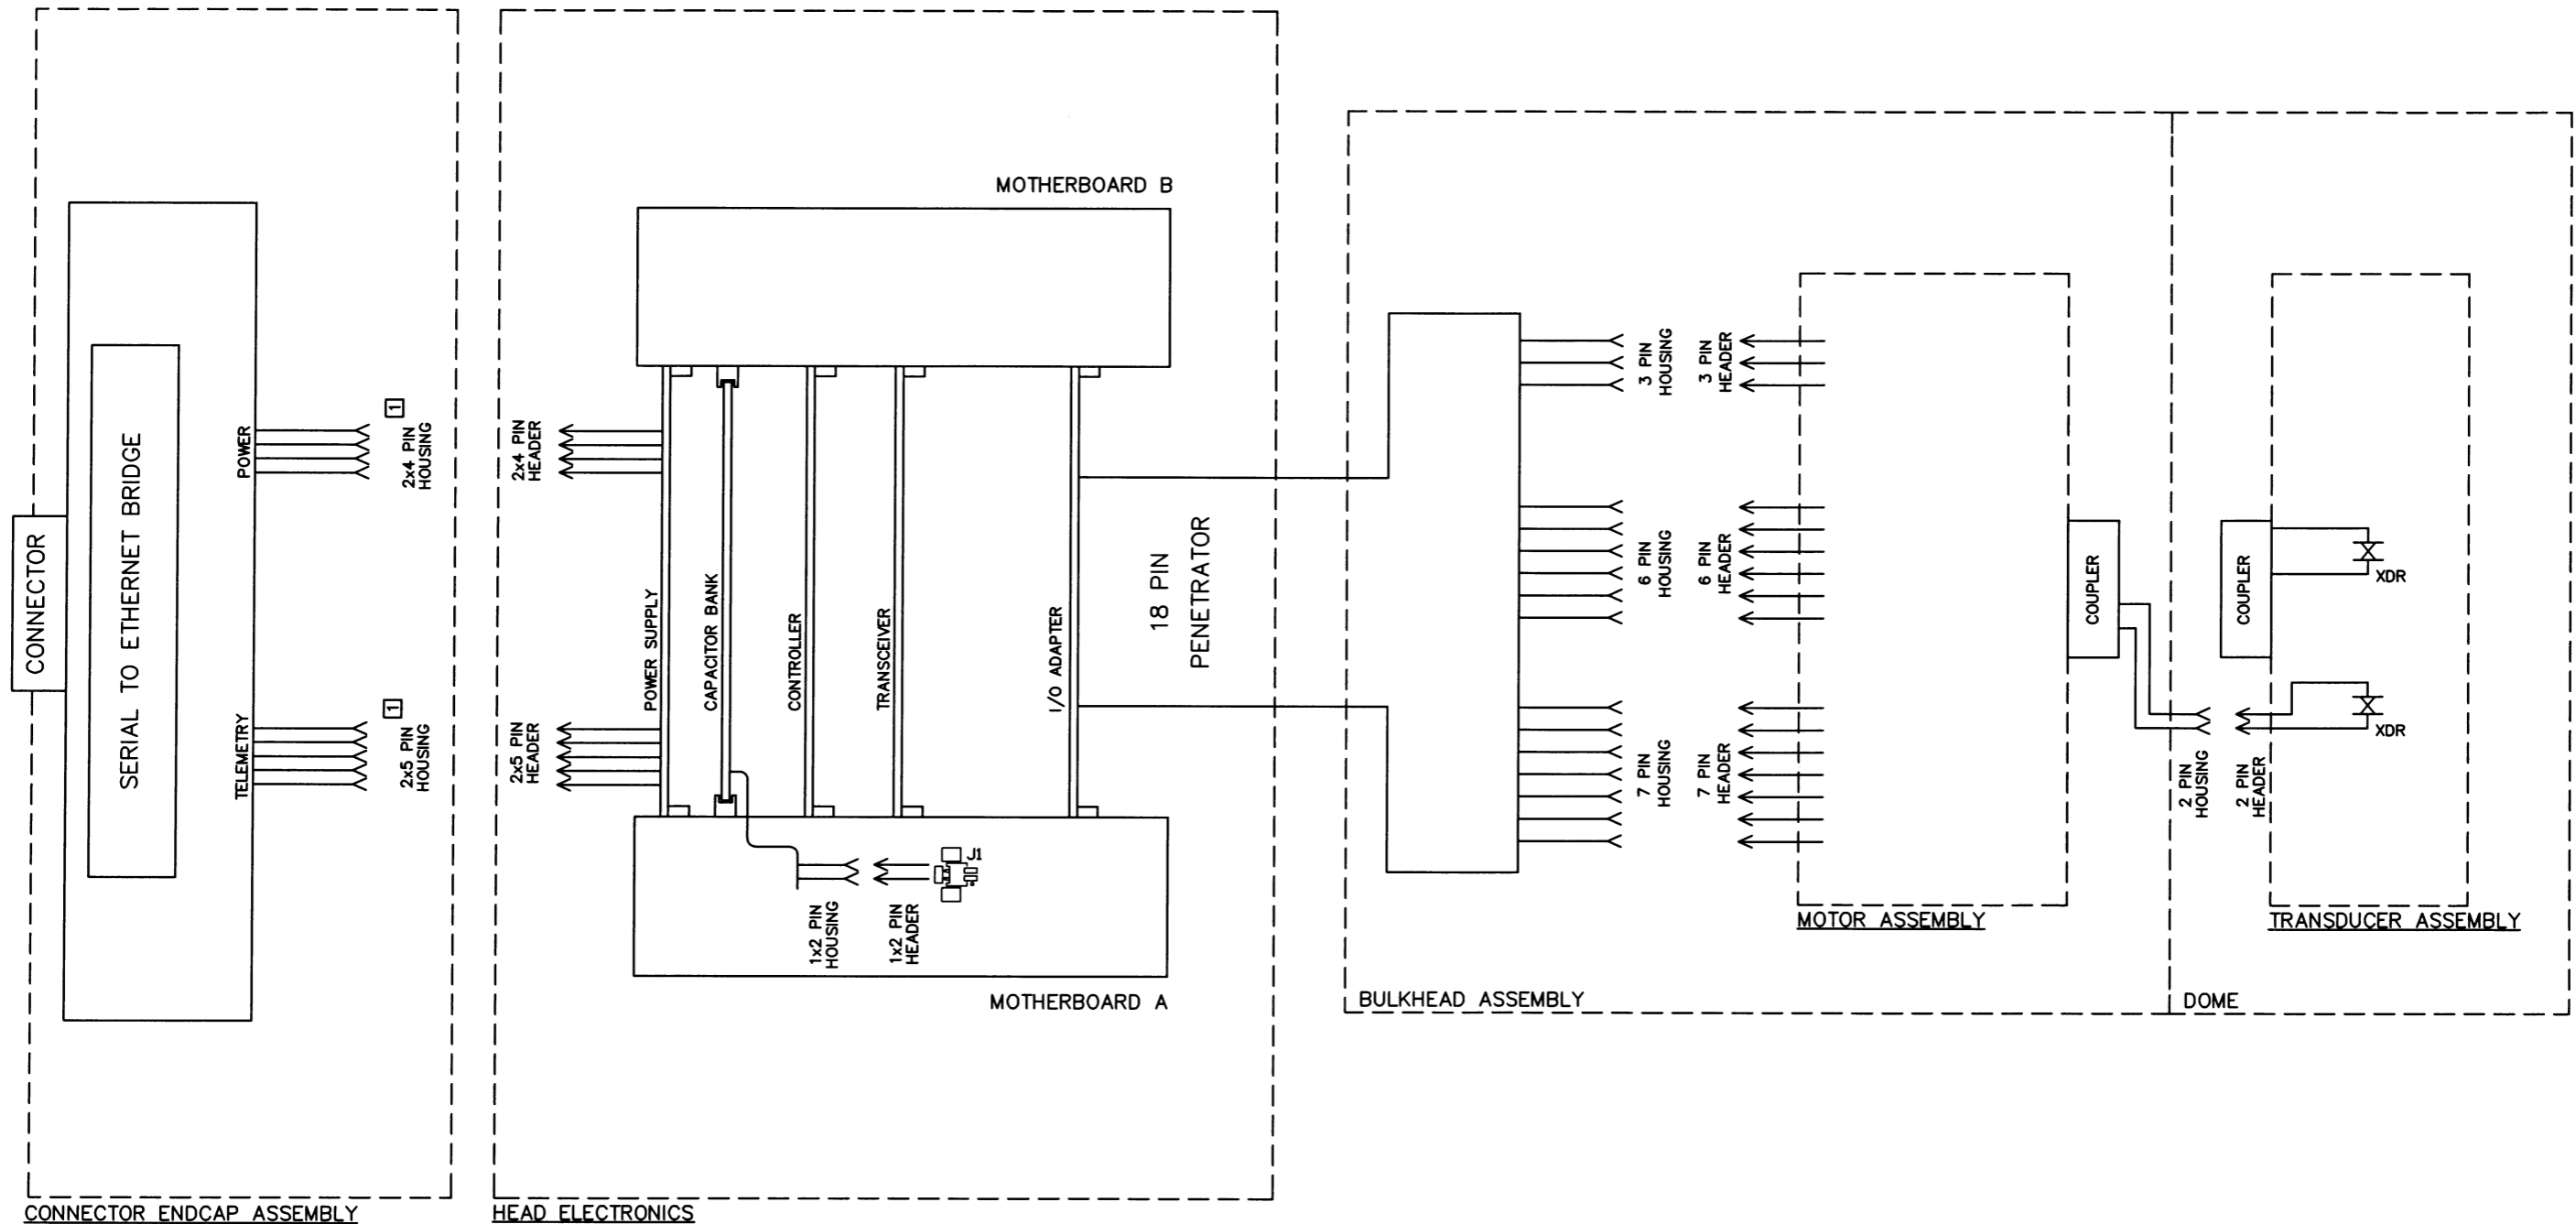 CONNECTOR
SERIAL TO ETHERNET BRIDGE
POWER
1
2x4 PIN
HOUSING
TELEMETRY
1
2x5 PIN
HOUSING
CONNECTOR ENDCAP ASSEMBLY
2x4 PIN
HEADER
2x5 PIN
HEADER
MOTHERBOARD B
POWER SUPPLY
CAPACITOR BANK
CONTROLLER
TRANSCEIVER
I/O ADAPTER
J1
1x2 PIN
HOUSING
1x2 PIN
HEADER
MOTHERBOARD A
HEAD ELECTRONICS
18 PIN
PENETRATOR
3 PIN
HOUSING
3 PIN
HEADER
6 PIN
HOUSING
6 PIN
HEADER
7 PIN
HOUSING
7 PIN
HEADER
MOTOR ASSEMBLY
BULKHEAD ASSEMBLY
COUPLER
COUPLER
XDR
XDR
2 PIN
HOUSING
2 PIN
HEADER
TRANSDUCER ASSEMBLY
DOME